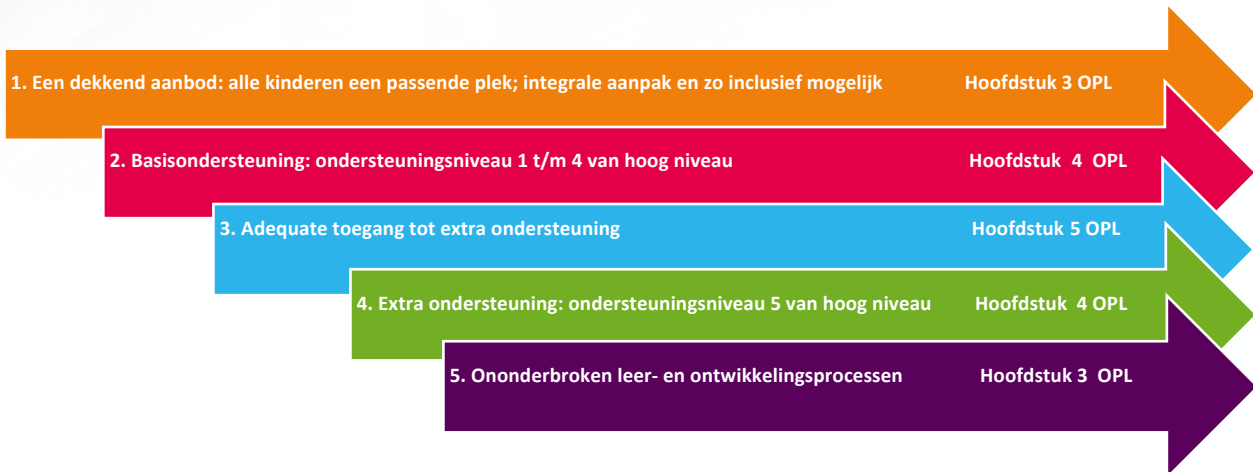 1. Een dekkend aanbod: alle kinderen een passende plek; integrale aanpak en zo inclusief mogelijk Hoofdstuk 3 OPL
2. Basisondersteuning: ondersteuningsniveau 1 t/m 4 van hoog niveau Hoofdstuk 4 OPL
3. Adequate toegang tot extra ondersteuning Hoofdstuk 5 OPL
4. Extra ondersteuning: ondersteuningsniveau 5 van hoog niveau Hoofdstuk 4 OPL
5. Ononderbroken leer- en ontwikkelingsprocessen Hoofdstuk 3 OPL